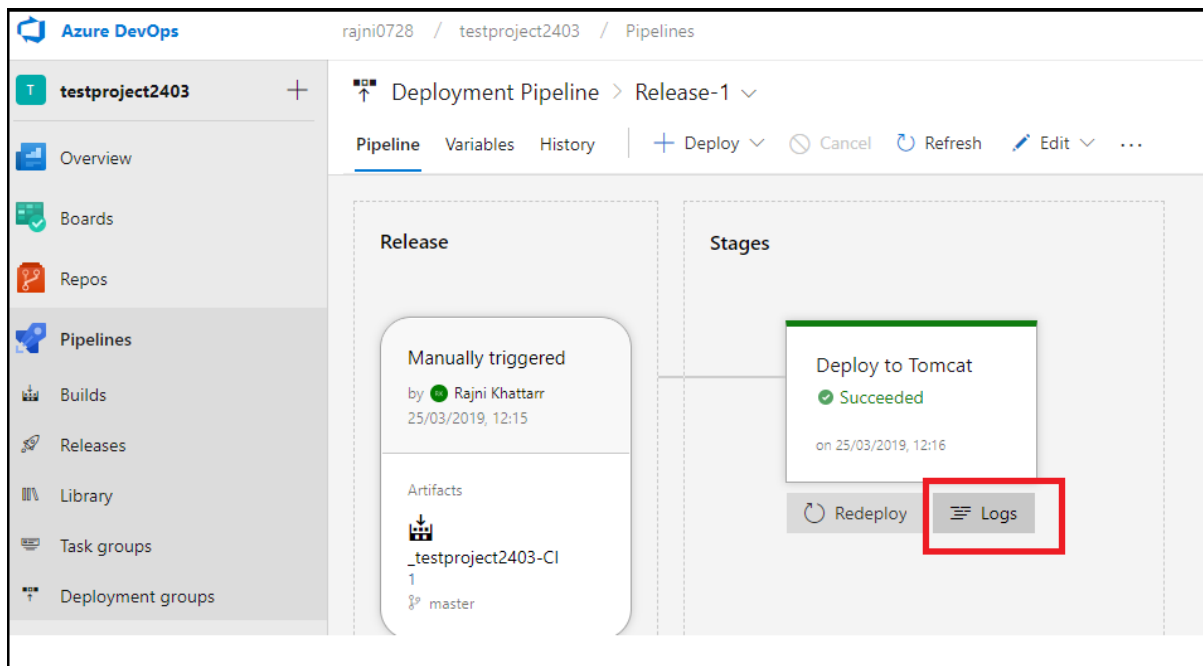 Azure DevOps
rajni0728 / testproject2403 / Pipelines
T testproject2403
Deployment Pipeline > Release-1
Pipeline Variables History Deploy Cancel Refresh Edit ...
Overview
Boards
Repos
Pipelines
Builds
Releases
Library
Task groups
Deployment groups
Release
Manually triggered
by RK Rajni Khattarr
25/03/2019, 12:15
Artifacts
_testproject2403-CI
1
master
Stages
Deploy to Tomcat
Succeeded
on 25/03/2019, 12:16
Redeploy Logs